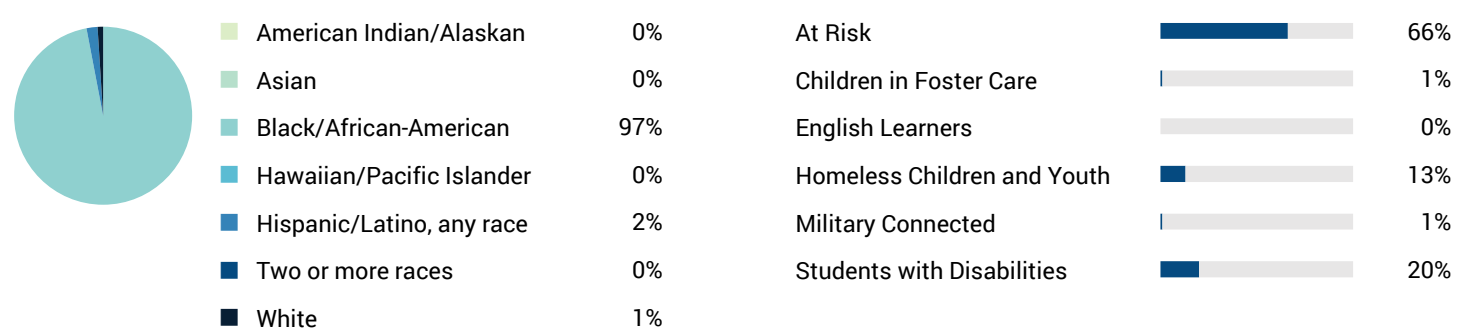 American Indian/Alaskan 0%
Asian 0%
Black/African-American 97%
Hawaiian/Pacific Islander 0%
Hispanic/Latino, any race 2%
Two or more races 0%
White 1%
At Risk 66%
Children in Foster Care 1%
English Learners 0%
Homeless Children and Youth 13%
Military Connected 1%
Students with Disabilities 20%